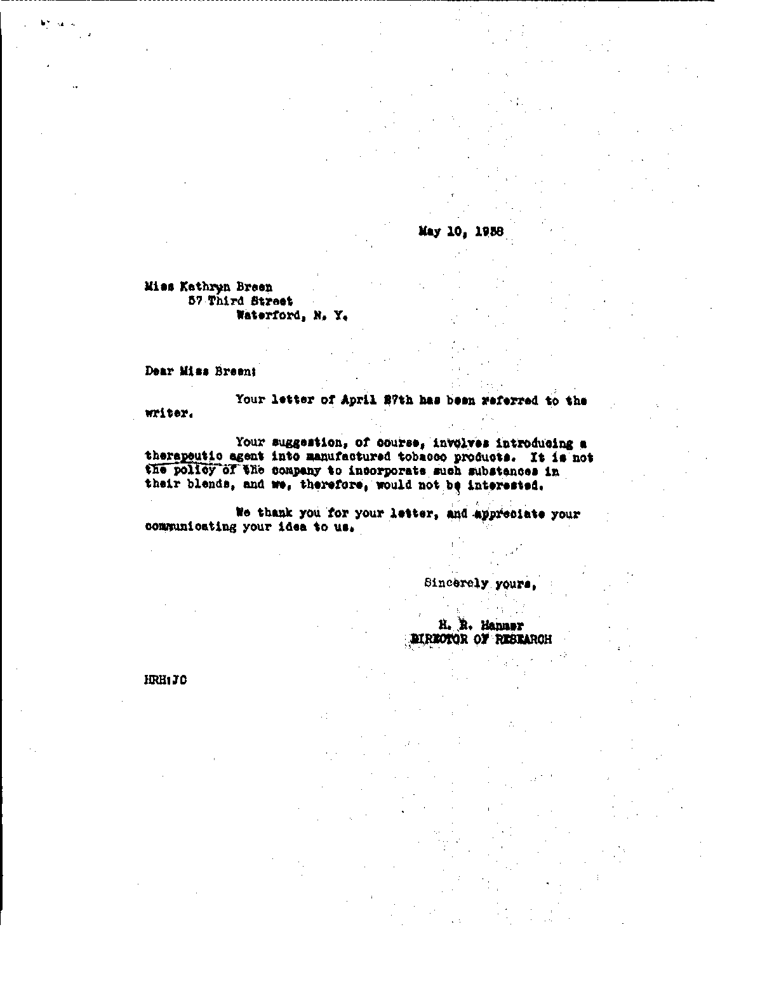 May 10, 1938
Miss Kathryn Breen
57 Third Street
Waterford, N. Y.
Dear Miss Breen:
Your letter of April 27th has been referred to the
writer.
Your suggestion, of course, involves introducing a
therapeutic agent into manufactured tobacco products. It is not
the policy of the company to incorporate such substances in
their blends, and we, therefore, would not be interested.
We thank you for your letter, and appreciate your
communicating your idea to us.
Sincerely yours,
H. R. Hanmer
DIRECTOR OF RESEARCH
HRH:JC